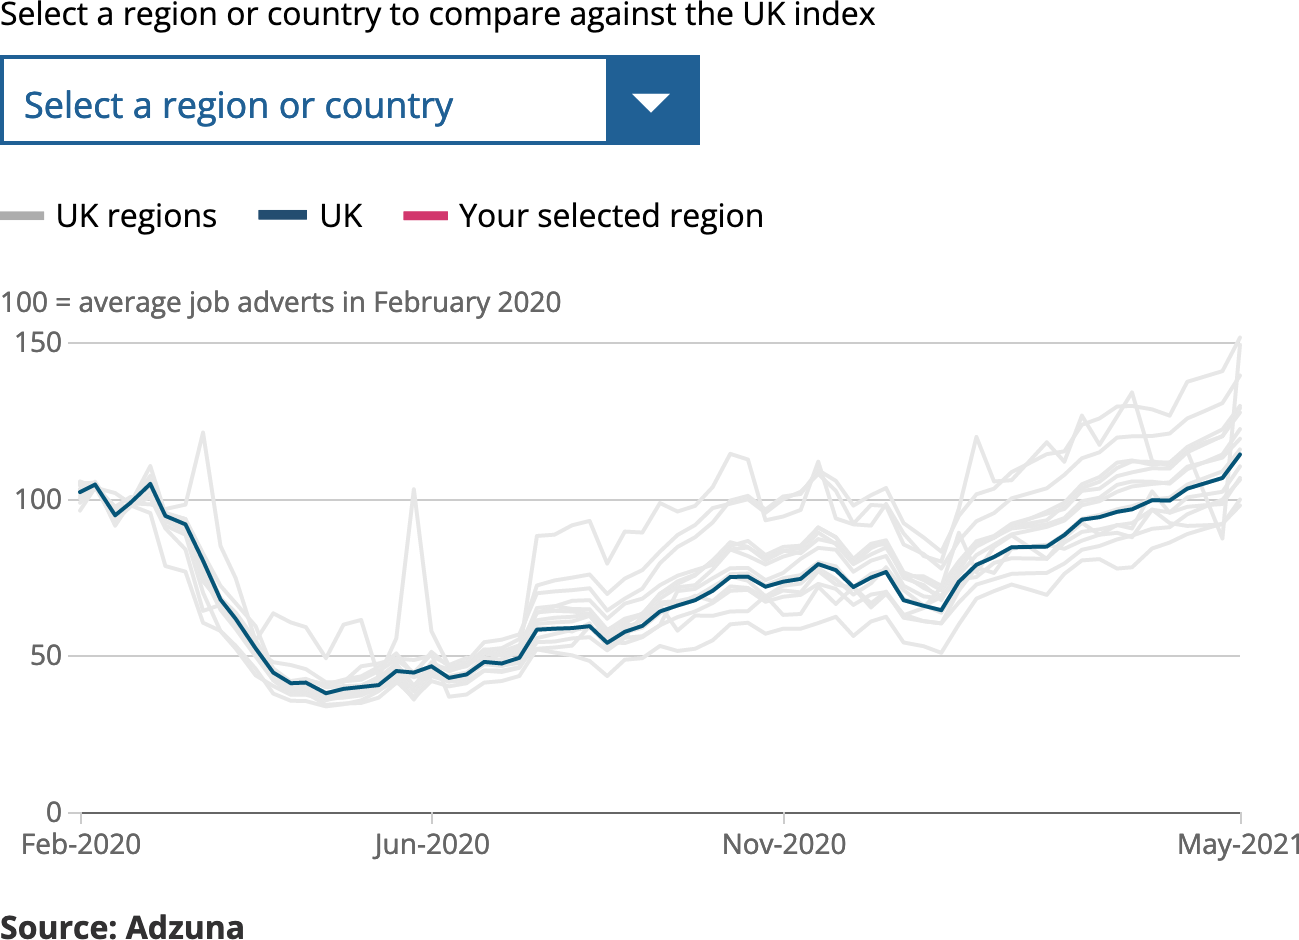 Select a region or country to compare against the UK index
Select a region or country
UK regions UK Your selected region
100 = average job adverts in February 2020
150
100
50
0
Feb-2020 Jun-2020 Nov-2020 May-2021
Source: Adzuna